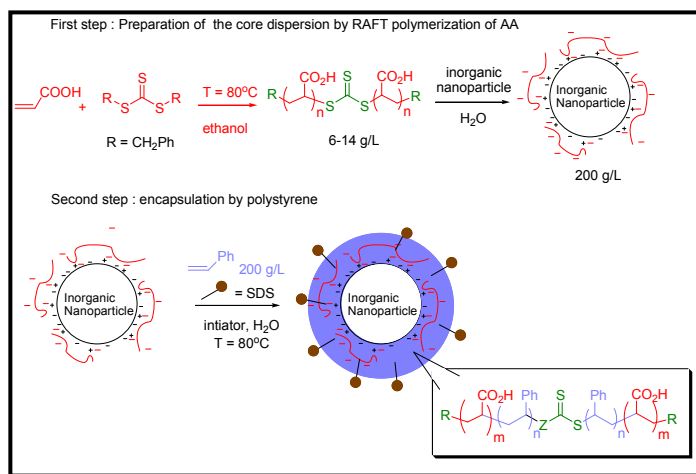 First step : Preparation of the core dispersion by RAFT polymerization of AA
COOH
+
R S S S R
R = CH2Ph
T = 80°C
ethanol
R CO2H n S S S CO2H n R
6-14 g/L
inorganic
nanoparticle
H2O
Inorganic
Nanoparticle
200 g/L
Second step : encapsulation by polystyrene
Inorganic
Nanoparticle
Ph
200 g/L
= SDS
intiator, H2O
T = 80°C
Inorganic
Nanoparticle
R CO2H m Ph n Z S S Ph n CO2H m R